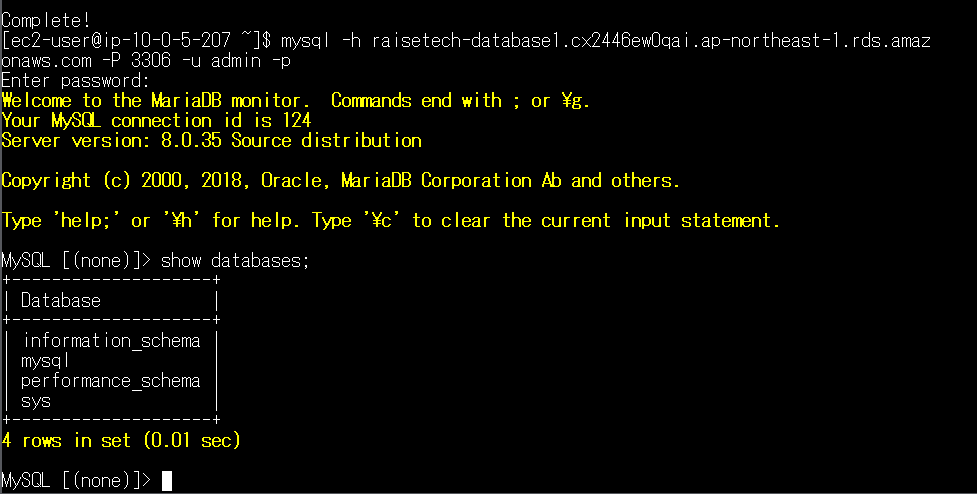 Complete!
[ec2-user@ip-10-0-5-207 ~]$ mysql -h raisetech-database1.cx2446ew0qai.ap-northeast-1.rds.amaz
onaws.com -P 3306 -u admin -p
Enter password:
Welcome to the MariaDB monitor.  Commands end with ; or ¥g.
Your MySQL connection id is 124
Server version: 8.0.35 Source distribution
Copyright (c) 2000, 2018, Oracle, MariaDB Corporation Ab and others.
Type 'help;' or '¥h' for help. Type '¥c' to clear the current input statement.
MySQL [(none)]> show databases;
+--------------------+
| Database           |
+--------------------+
| information_schema |
| mysql              |
| performance_schema |
| sys                |
+--------------------+
4 rows in set (0.01 sec)
MySQL [(none)]>